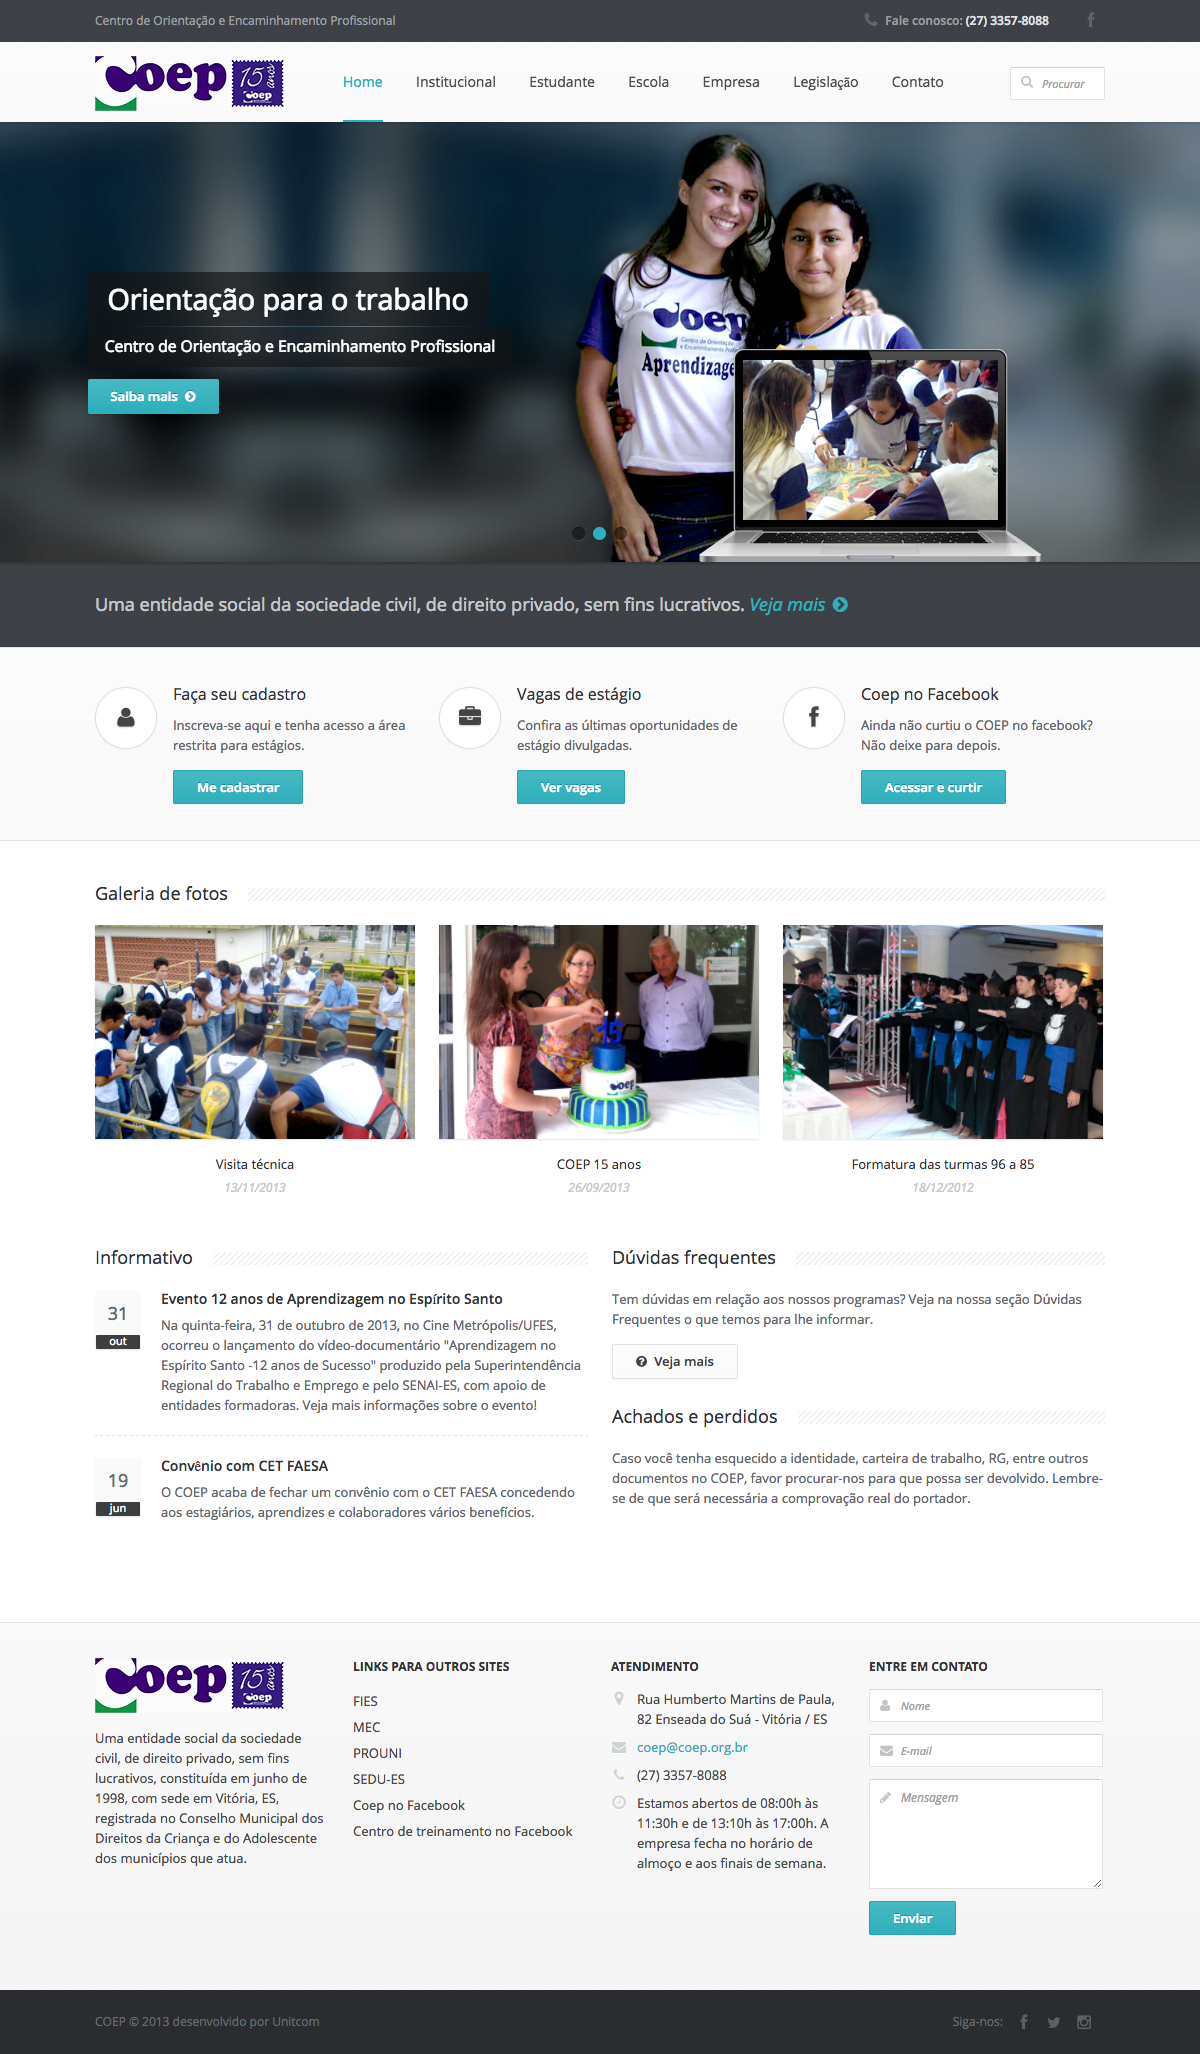 Centro de Orientação e Encaminhamento Profissional
Fale conosco: (27) 3357-8088
Coep 15 anos Coep
Home Institucional Estudante Escola Empresa Legislação Contato
Procurar
Coep
Centro de Orientação
e Encaminhamento
Aprendizage
Orientação para o trabalho
Centro de Orientação e Encaminhamento Profissional
Saiba mais
Uma entidade social da sociedade civil, de direito privado, sem fins lucrativos. Veja mais
Faça seu cadastro
Inscreva-se aqui e tenha acesso a área
restrita para estágios.
Me cadastrar
Vagas de estágio
Confira as últimas oportunidades de
estágio divulgadas.
Ver vagas
Coep no Facebook
Ainda não curtiu o COEP no facebook?
Não deixe para depois.
Acessar e curtir
Galeria de fotos
15
Coep
Visita técnica
13/11/2013
COEP 15 anos
26/09/2013
Formatura das turmas 96 a 85
18/12/2012
Informativo
31
out
Evento 12 anos de Aprendizagem no Espírito Santo
Na quinta-feira, 31 de outubro de 2013, no Cine Metrópolis/UFES,
ocorreu o lançamento do vídeo-documentário "Aprendizagem no
Espírito Santo -12 anos de Sucesso" produzido pela Superintendência
Regional do Trabalho e Emprego e pelo SENAI-ES, com apoio de
entidades formadoras. Veja mais informações sobre o evento!
19
jun
Convênio com CET FAESA
O COEP acaba de fechar um convênio com o CET FAESA concedendo
aos estagiários, aprendizes e colaboradores vários benefícios.
Dúvidas frequentes
Tem dúvidas em relação aos nossos programas? Veja na nossa seção Dúvidas
Frequentes o que temos para lhe informar.
Veja mais
Achados e perdidos
Caso você tenha esquecido a identidade, carteira de trabalho, RG, entre outros
documentos no COEP, favor procurar-nos para que possa ser devolvido. Lembre-
se de que será necessária a comprovação real do portador.
Coep 15 anos Coep
Uma entidade social da sociedade
civil, de direito privado, sem fins
lucrativos, constituída em junho de
1998, com sede em Vitória, ES,
registrada no Conselho Municipal dos
Direitos da Criança e do Adolescente
dos municípios que atua.
LINKS PARA OUTROS SITES
FIES
MEC
PROUNI
SEDU-ES
Coep no Facebook
Centro de treinamento no Facebook
ATENDIMENTO
Rua Humberto Martins de Paula,
82 Enseada do Suá - Vitória / ES
coep@coep.org.br
(27) 3357-8088
Estamos abertos de 08:00h às
11:30h e de 13:10h às 17:00h. A
empresa fecha no horário de
almoço e aos finais de semana.
ENTRE EM CONTATO
Nome
E-mail
Mensagem
Enviar
COEP © 2013 desenvolvido por Unitcom
Siga-nos: